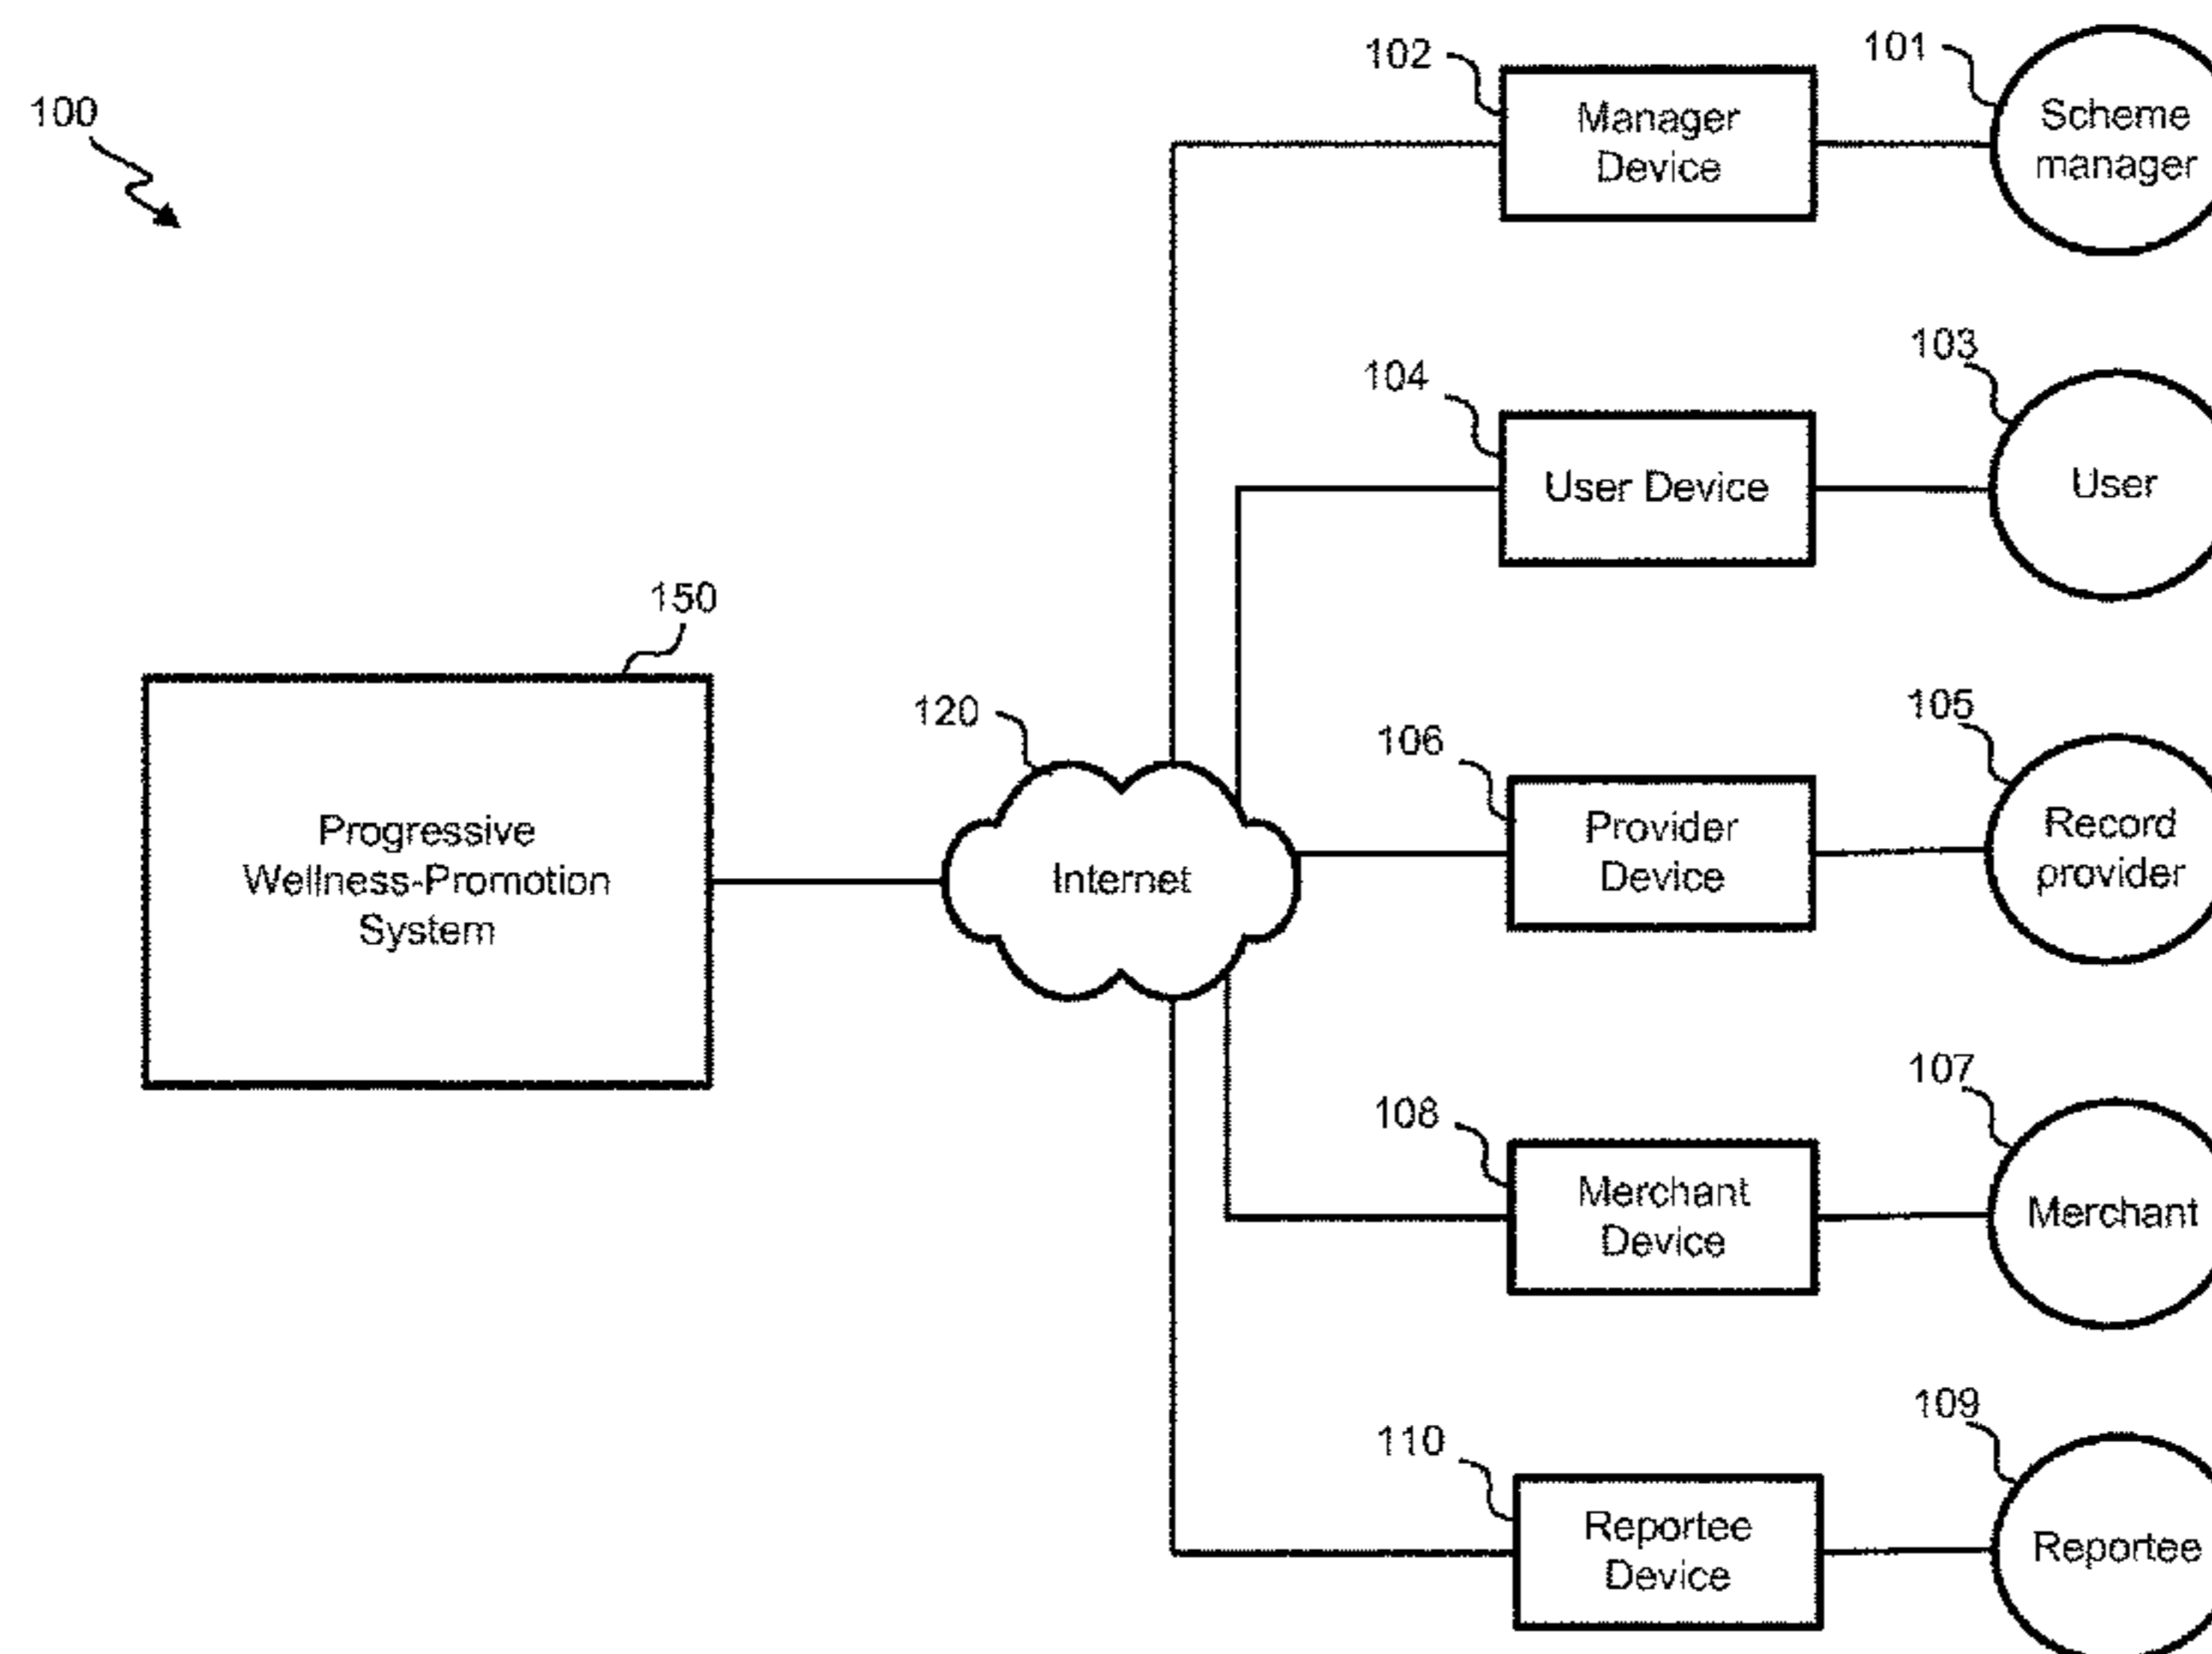 100
102
Manager
Device
101
Scheme
manager
104
User Device
103
User
150
Progressive
Wellness-Promotion
System
120
Internet
106
Provider
Device
105
Record
provider
108
Merchant
Device
107
Merchant
110
Reportee
Device
109
Reportee